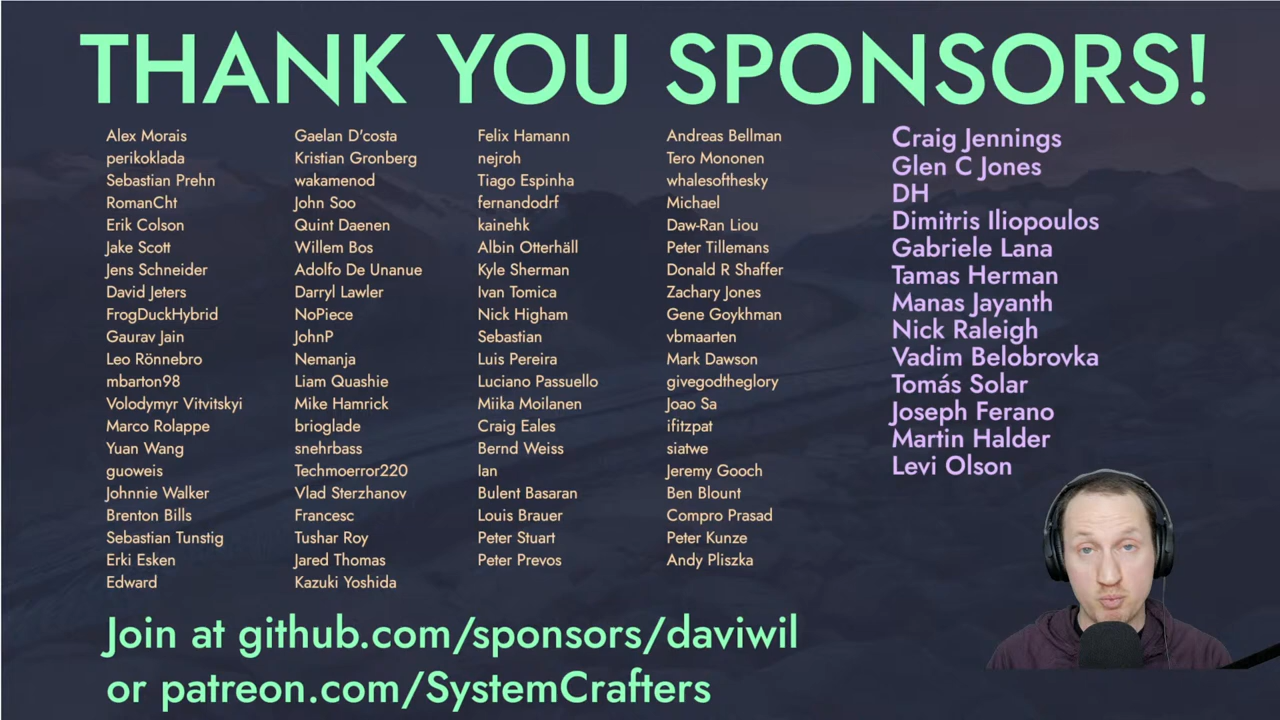 THANK YOU SPONSORS!
Alex Morais
perikoklada
Sebastian Prehn
RomanCht
Erik Colson
Jake Scott
Jens Schneider
David Jeters
FrogDuckHybrid
Gaurav Jain
Leo Rönnebro
mbarton98
Volodymyr Vitvitskyi
Marco Rolappe
Yuan Wang
guoweis
Johnnie Walker
Brenton Bills
Sebastian Tunstig
Erki Esken
Edward
Gaelan D'costa
Kristian Gronberg
wakamenod
John Soo
Quint Daenen
Willem Bos
Adolfo De Unanue
Darryl Lawler
NoPiece
JohnP
Nemanja
Liam Quashie
Mike Hamrick
brioglade
snehrbass
Techmoerror220
Vlad Sterzhanov
Francesc
Tushar Roy
Jared Thomas
Kazuki Yoshida
Felix Hamann
nejroh
Tiago Espinha
fernandodrf
kainehk
Albin Otterhäll
Kyle Sherman
Ivan Tomica
Nick Higham
Sebastian
Luis Pereira
Luciano Passuello
Miika Moilanen
Craig Eales
Bernd Weiss
Ian
Bulent Basaran
Louis Brauer
Peter Stuart
Peter Prevos
Andreas Bellman
Tero Mononen
whalesofthesky
Michael
Daw-Ran Liou
Peter Tillemans
Donald R Shaffer
Zachary Jones
Gene Goykhman
vbmaarten
Mark Dawson
givegodtheglory
Joao Sa
ifitzpat
siatwe
Jeremy Gooch
Ben Blount
Compro Prasad
Peter Kunze
Andy Pliszka
Craig Jennings
Glen C Jones
DH
Dimitris Iliopoulos
Gabriele Lana
Tamas Herman
Manas Jayanth
Nick Raleigh
Vadim Belobrovka
Tomás Solar
Joseph Ferano
Martin Halder
Levi Olson
Join at github.com/sponsors/daviwil
or patreon.com/SystemCrafters